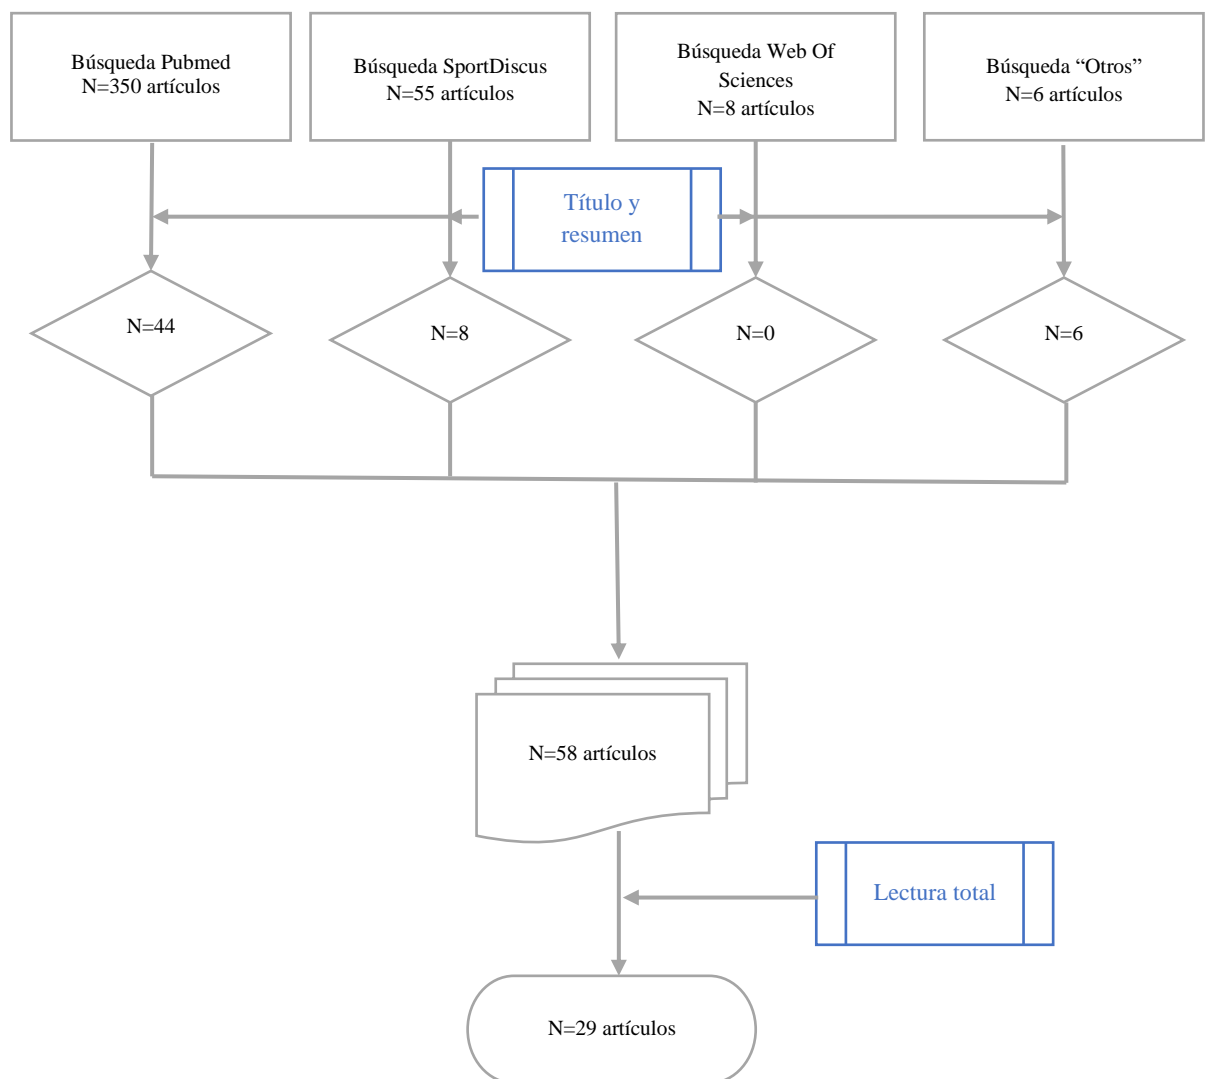 Búsqueda Pubmed
N=350 artículos
Búsqueda SportDiscus
N=55 artículos
Búsqueda Web Of
Sciences
N=8 artículos
Búsqueda “Otros”
N=6 artículos
Título y
resumen
N=44
N=8
N=0
N=6
N=58 artículos
Lectura total
N=29 artículos